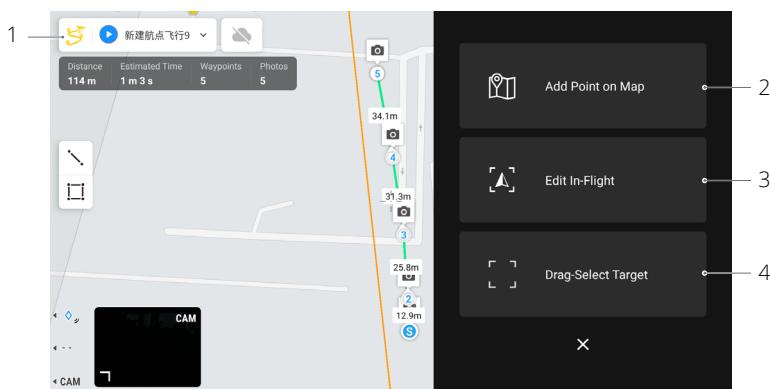 1
新建航点飞行9
Distance Estimated Time Waypoints Photos
114 m 1 m 3 s 5 5
5
34.1m
4
31.3m
3
25.8m
2
12.9m
S
CAM
- -
CAM
Add Point on Map
2
Edit In-Flight
3
Drag-Select Target
4